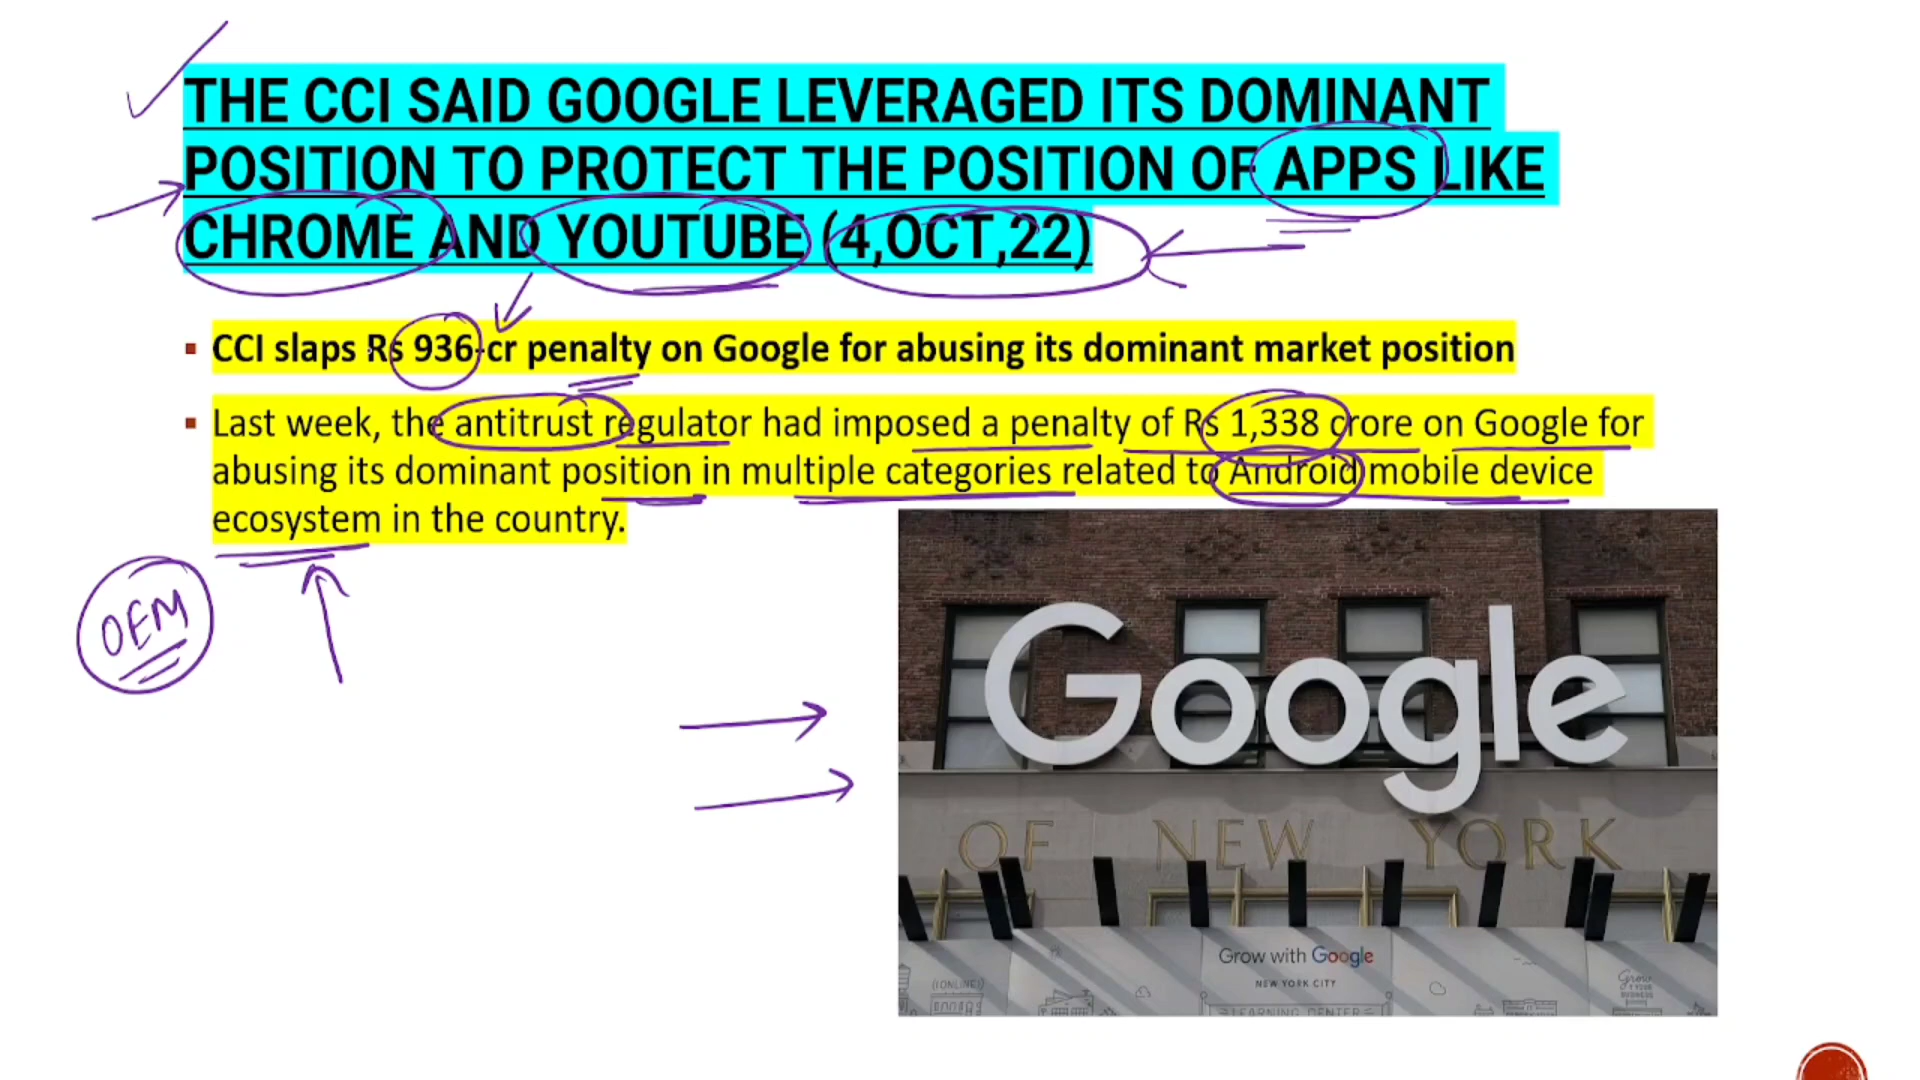 THE CCI SAID GOOGLE LEVERAGED ITS DOMINANT
POSITION TO PROTECT THE POSITION OF APPS LIKE
CHROME AND YOUTUBE (4,OCT,22)
CCI slaps Rs 936-cr penalty on Google for abusing its dominant market position
Last week, the antitrust regulator had imposed a penalty of Rs 1,338 crore on Google for
abusing its dominant position in multiple categories related to Android mobile device
ecosystem in the country.
OEM
Google
OF NEW YORK
Grow with Google
NEW YORK CITY
(ONLINE)
LEARNING CENTER
Grow